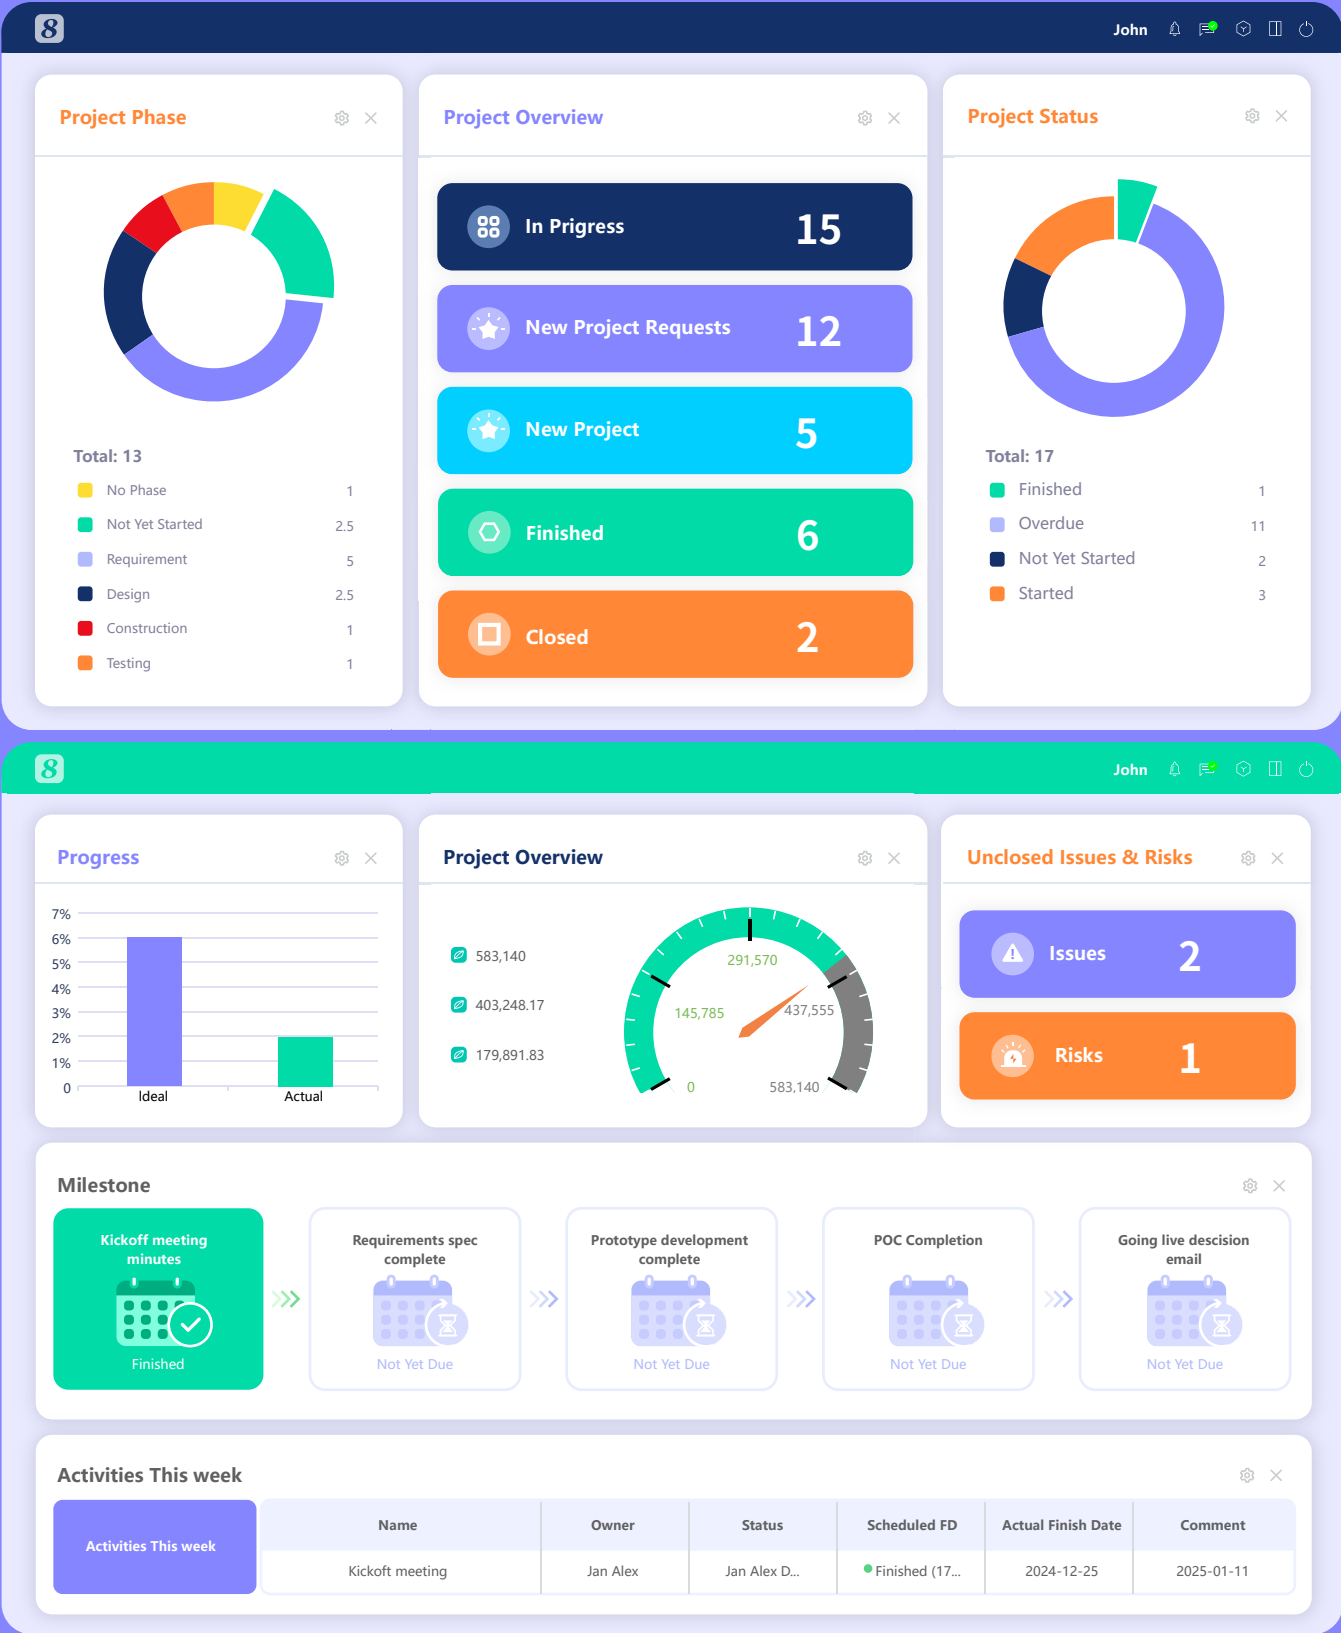 8
John
Project Phase
Total: 13
No Phase 1
Not Yet Started 2.5
Requirement 5
Design 2.5
Construction 1
Testing 1
Project Overview
In Prigress 15
New Project Requests 12
New Project 5
Finished 6
Closed 2
Project Status
Total: 17
Finished 1
Overdue 11
Not Yet Started 2
Started 3
8
John
Progress
7%
6%
5%
4%
3%
2%
1%
0
Ideal Actual
Project Overview
583,140
403,248.17
179,891.83
291,570
145,785
437,555
0
583,140
Unclosed Issues & Risks
Issues 2
Risks 1
Milestone
Kickoff meeting
minutes
Finished
Requirements spec
complete
Not Yet Due
Prototype development
complete
Not Yet Due
POC Completion
Not Yet Due
Going live descision
email
Not Yet Due
Activities This week
Activities This week
Name Owner Status Scheduled FD Actual Finish Date Comment
Kickoft meeting Jan Alex Jan Alex D... Finished (17... 2024-12-25 2025-01-11